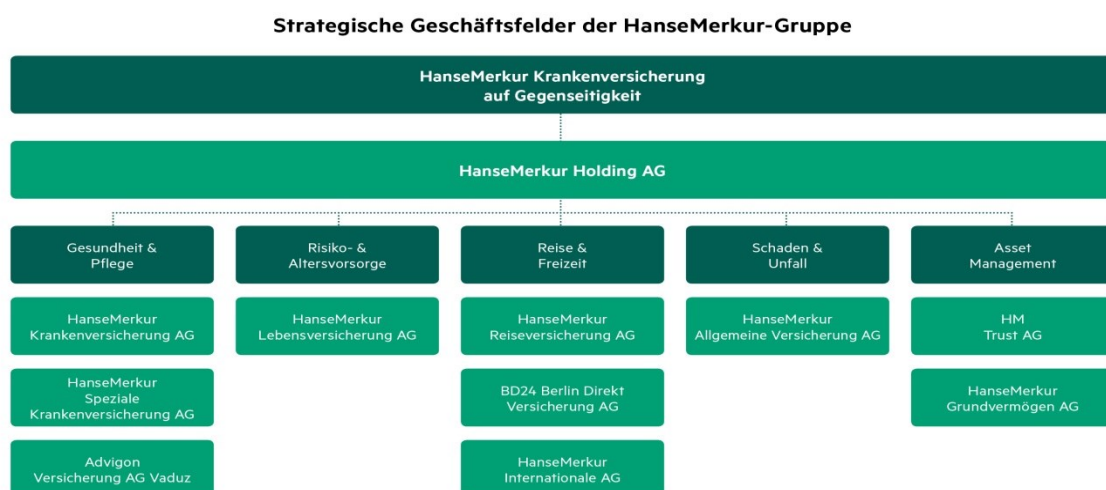 Strategische Geschäftsfelder der HanseMerkur-Gruppe
HanseMerkur Krankenversicherung
auf Gegenseitigkeit
HanseMerkur Holding AG
Gesundheit &
Pflege
Risiko- &
Altersvorsorge
Reise &
Freizeit
Schaden &
Unfall
Asset
Management
HanseMerkur
Krankenversicherung AG
HanseMerkur
Lebensversicherung AG
HanseMerkur
Reiseversicherung AG
HanseMerkur
Allgemeine Versicherung AG
HM
Trust AG
HanseMerkur
Speziale
Krankenversicherung AG
BD24 Berlin Direkt
Versicherung AG
HanseMerkur
Grundvermögen AG
Advigon
Versicherung AG Vaduz
HanseMerkur
Internationale AG